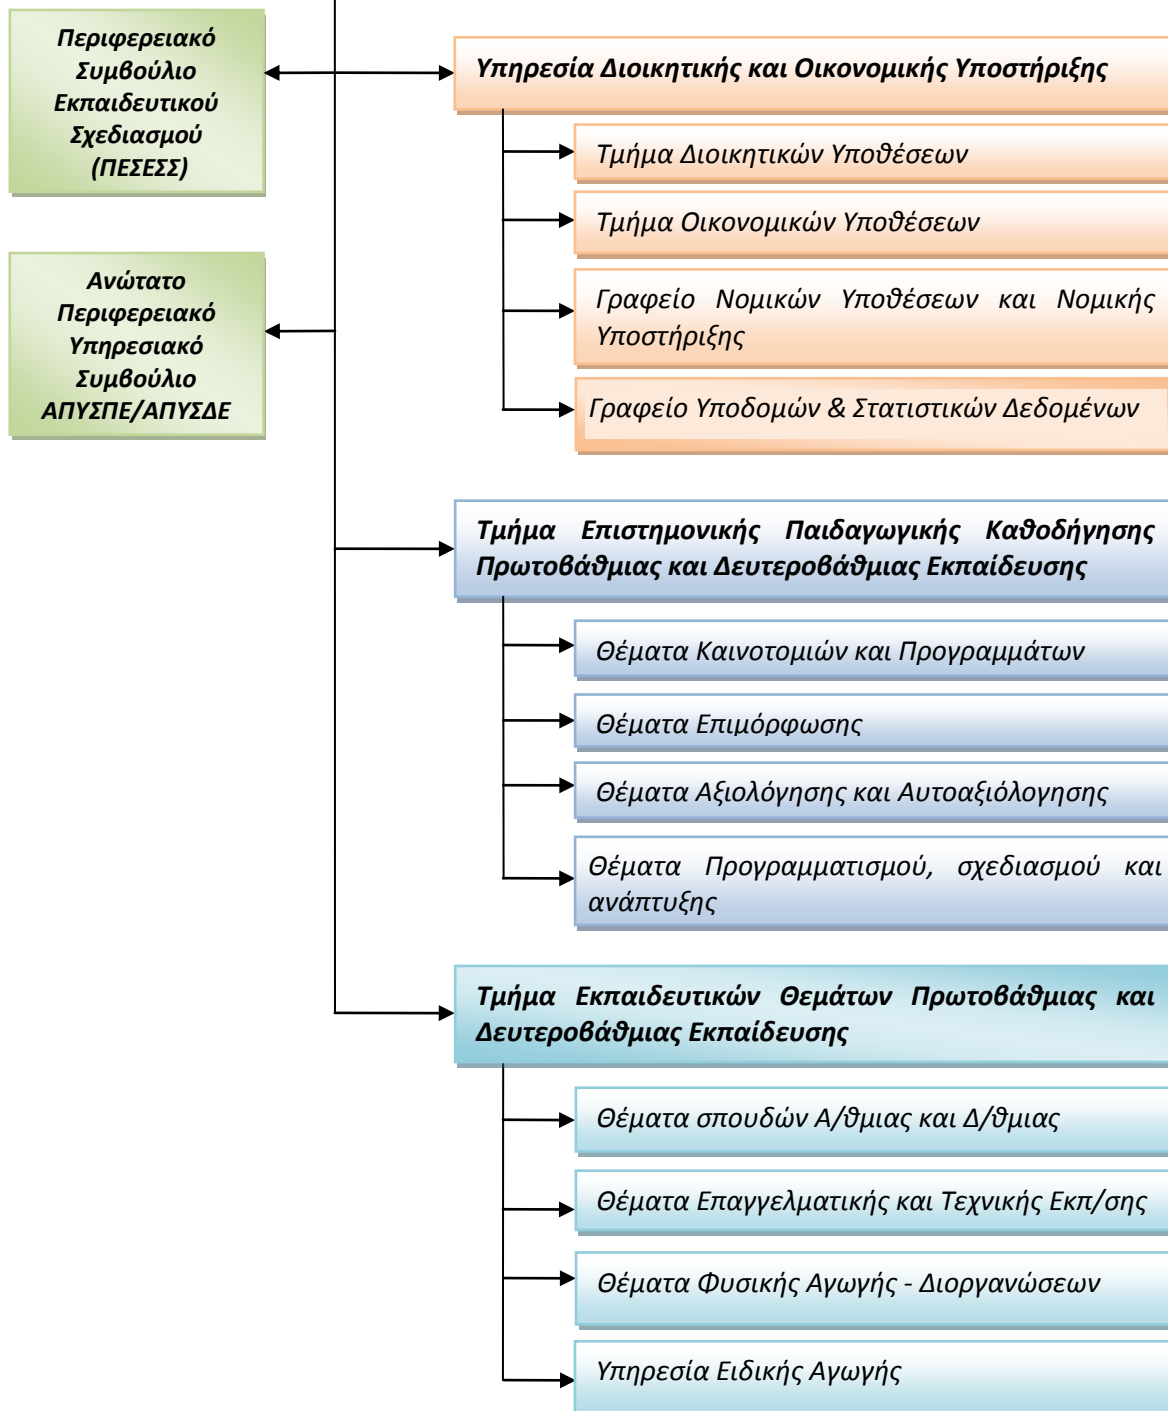 Περιφερειακό
Συμβούλιο
Εκπαιδευτικού
Σχεδιασμού
(ΠΕΣΕΣΣ)
Ανώτατο
Περιφερειακό
Υπηρεσιακό
Συμβούλιο
ΑΠΥΣΠΕ/ΑΠΥΣΔΕ
Υπηρεσία Διοικητικής και Οικονομικής Υποστήριξης
Τμήμα Διοικητικών Υποθέσεων
Τμήμα Οικονομικών Υποθέσεων
Γραφείο Νομικών Υποθέσεων και Νομικής
Υποστήριξης
Γραφείο Υποδομών & Στατιστικών Δεδομένων
Τμήμα Επιστημονικής Παιδαγωγικής Καθοδήγησης
Πρωτοβάθμιας και Δευτεροβάθμιας Εκπαίδευσης
Θέματα Καινοτομιών και Προγραμμάτων
Θέματα Επιμόρφωσης
Θέματα Αξιολόγησης και Αυτοαξιόλογησης
Θέματα Προγραμματισμού, σχεδιασμού και
ανάπτυξης
Τμήμα Εκπαιδευτικών Θεμάτων Πρωτοβάθμιας και
Δευτεροβάθμιας Εκπαίδευσης
Θέματα σπουδών Α/θμιας και Δ/θμιας
Θέματα Επαγγελματικής και Τεχνικής Εκπ/σης
Θέματα Φυσικής Αγωγής - Διοργανώσεων
Υπηρεσία Ειδικής Αγωγής